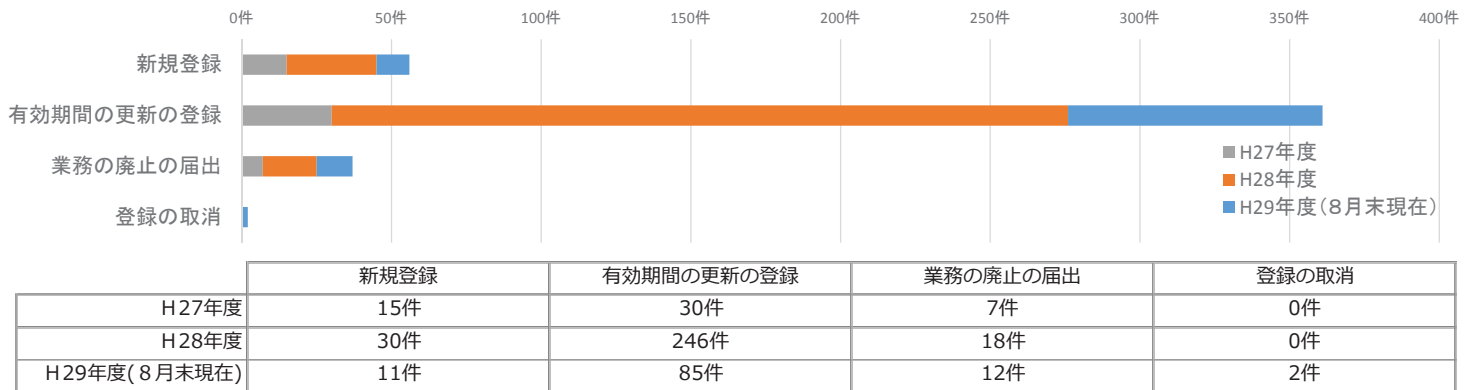 0件 50件 100件 150件 200件 250件 300件 350件 400件
新規登録
有効期間の更新の登録
業務の廃止の届出
登録の取消
H27年度
H28年度
H29年度(8月末現在)
新規登録 有効期間の更新の登録 業務の廃止の届出 登録の取消
H27年度 15件 30件 7件 0件
H28年度 30件 246件 18件 0件
H29年度(8月末現在) 11件 85件 12件 2件